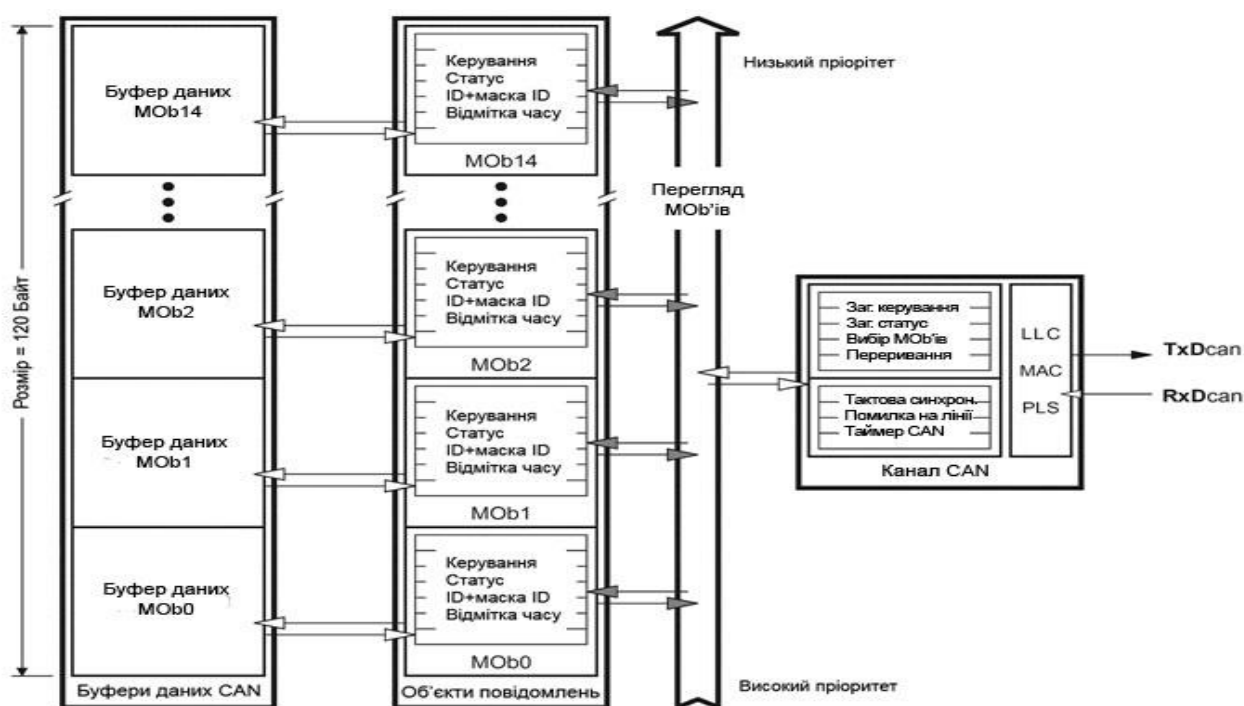 Розмір = 120 Байт
Буфер даних
MOb14
Буфер даних
MOb2
Буфер даних
MOb1
Буфер даних
MOb0
Буфери даних CAN
Керування
Статус
ID+маска ID
Відмітка часу
MOb14
Керування
Статус
ID+маска ID
Відмітка часу
MOb2
Керування
Статус
ID+маска ID
Відмітка часу
MOb1
Керування
Статус
ID+маска ID
Відмітка часу
MOb0
Об'єкти повідомлень
Низький пріорітет
Перегляд
MOb'ів
Високий пріоритет
Заг. керування
Заг. статус
Вибір MOb'ів
Переривання
Тактова синхрон.
Помилка на лінії
Таймер CAN
LLC
MAC
PLS
Канал CAN
TxDcan
RxDcan